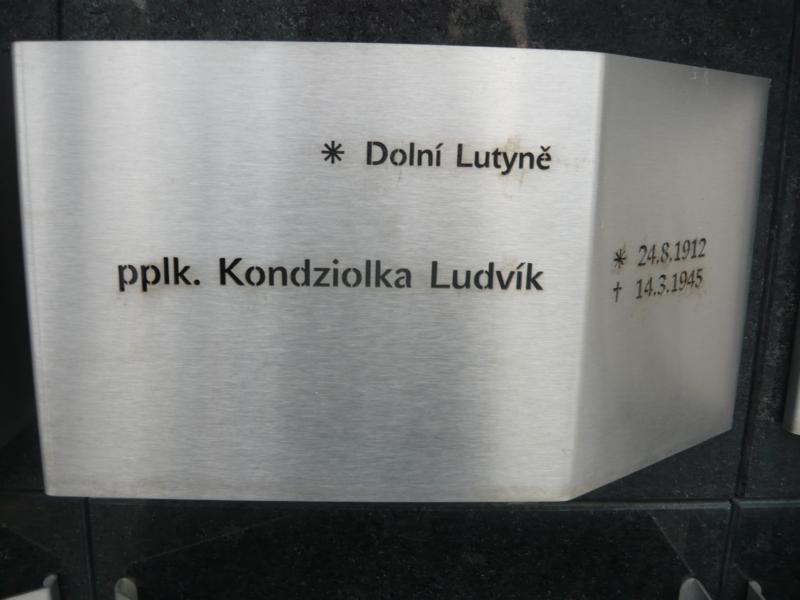 * Dolní Lutyně
pplk. Kondziolka Ludvík
* 24.8.1912
† 14.3.1945